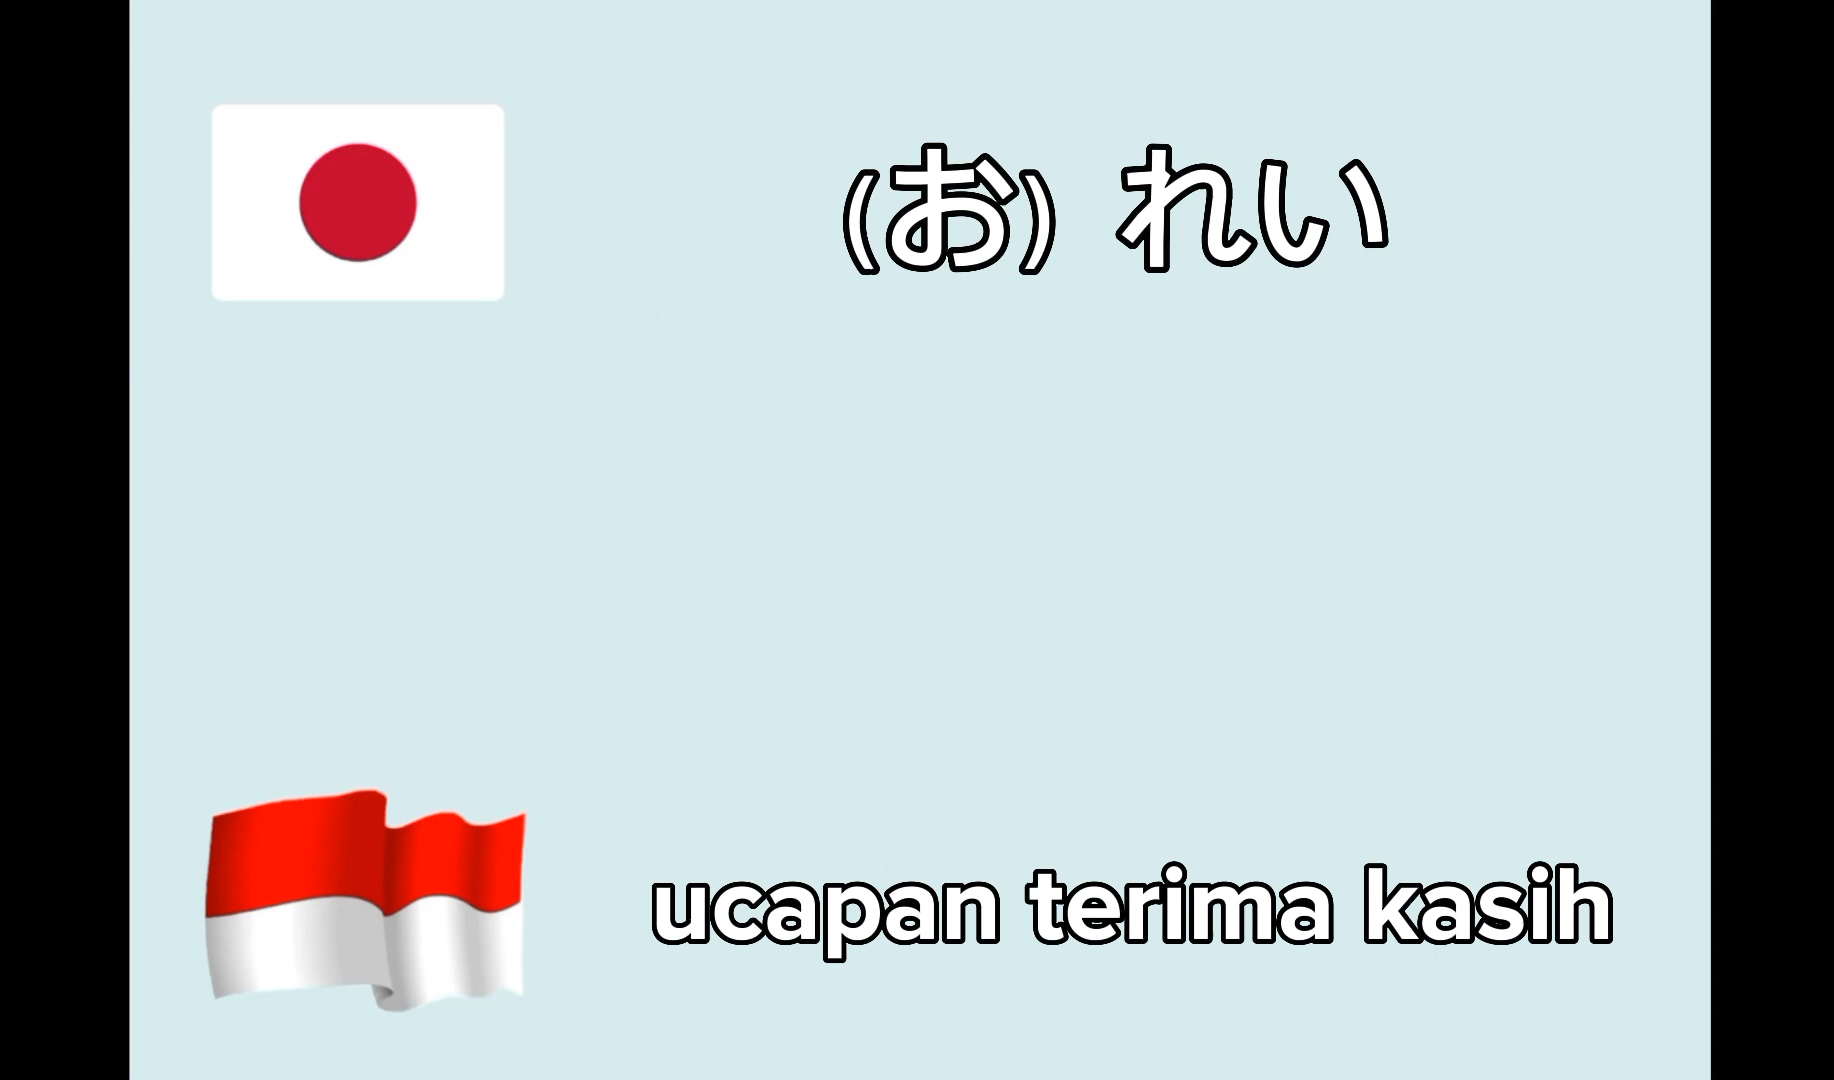 (お) れい
ucapan terima kasih